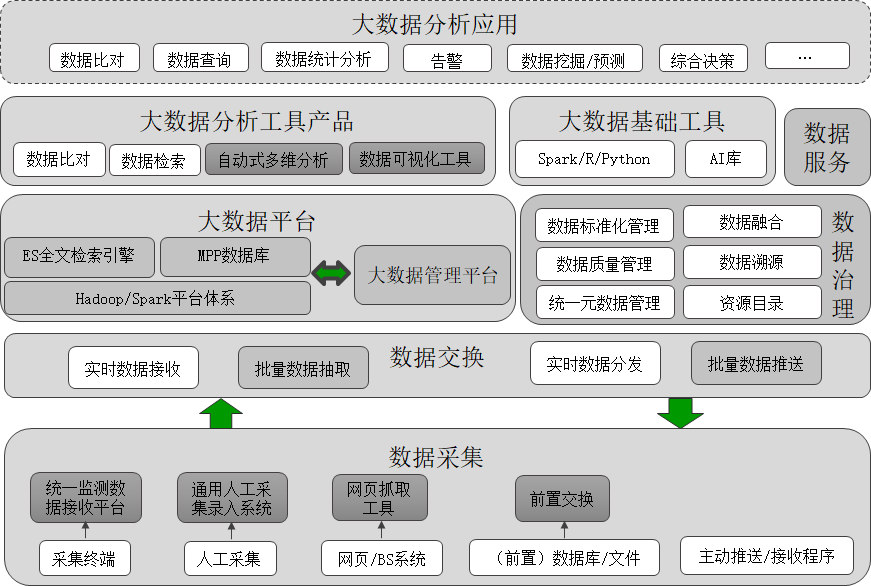 大数据分析应用
数据比对
数据查询
数据统计分析
告警
数据挖掘/预测
综合决策
...
大数据分析工具产品
数据比对
数据检索
自动式多维分析
数据可视化工具
大数据基础工具
Spark/R/Python
AI库
数据
服务
大数据平台
ES全文检索引擎
MPP数据库
Hadoop/Spark平台体系
大数据管理平台
数据标准化管理
数据融合
数据质量管理
数据溯源
统一元数据管理
资源目录
数
据
治
理
数据交换
实时数据接收
批量数据抽取
实时数据分发
批量数据推送
数据采集
统一监测数
据接收平台
通用人工采
集录入系统
网页抓取
工具
前置交换
采集终端
人工采集
网页/BS系统
（前置）数据库/文件
主动推送/接收程序